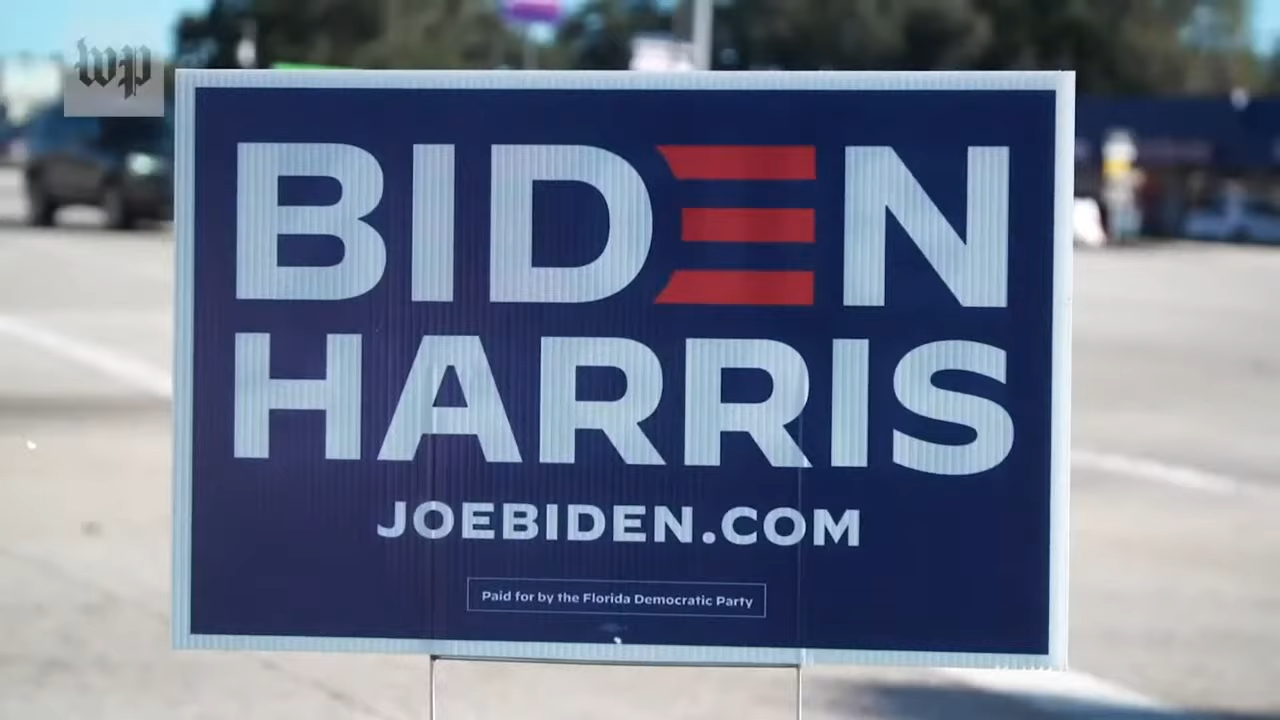 wp
BIDEN
HARRIS
JOEBIDEN.COM
Paid for by the Florida Democratic Party